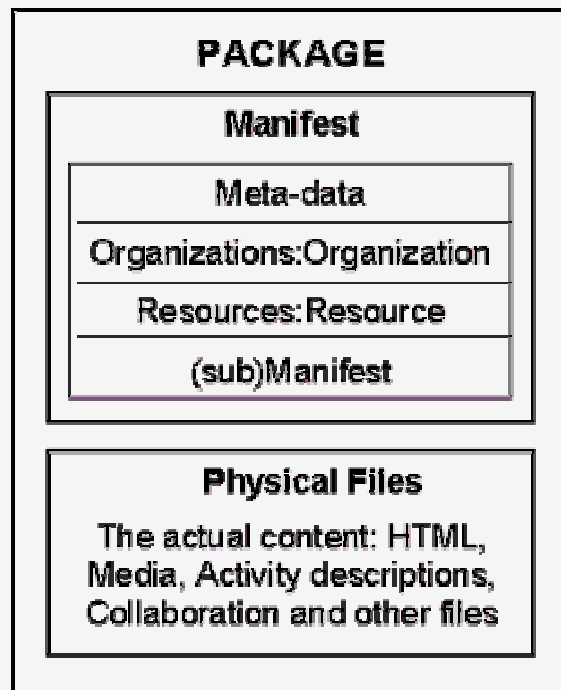 PACKAGE
Manifest
Meta-data
Organizations:Organization
Resources:Resource
(sub)Manifest
Physical Files
The actual content: HTML,
Media, Activity descriptions,
Collaboration and other files